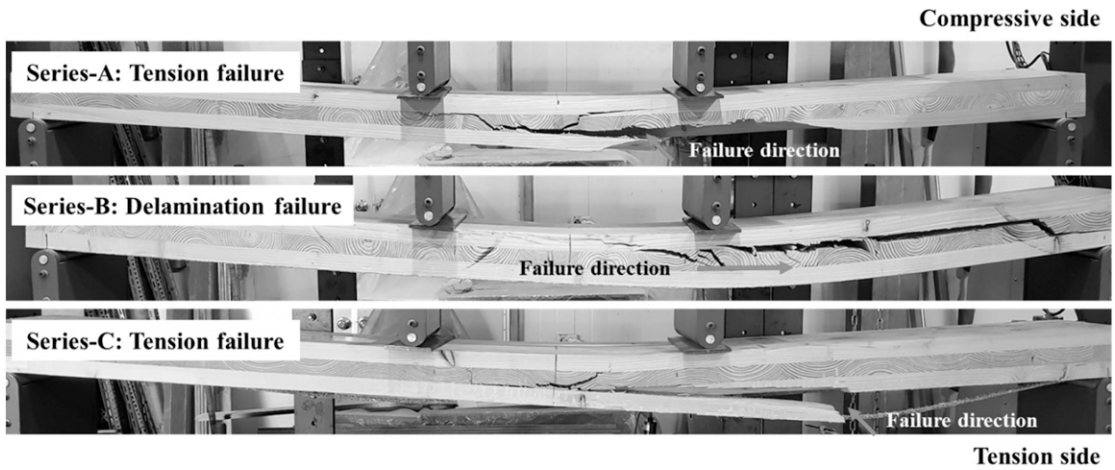 Compressive side
Series-A: Tension failure
Failure direction
Series-B: Delamination failure
Failure direction
Series-C: Tension failure
Failure direction
Tension side